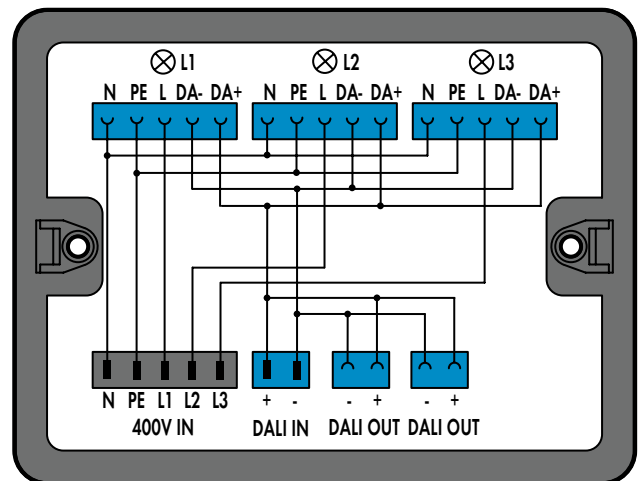 L1 L2 L3
N PE L DA- DA+ N PE L DA- DA+ N PE L DA- DA+
N PE L1 L2 L3 + - - + - +
400V IN DALI IN DALI OUT DALI OUT